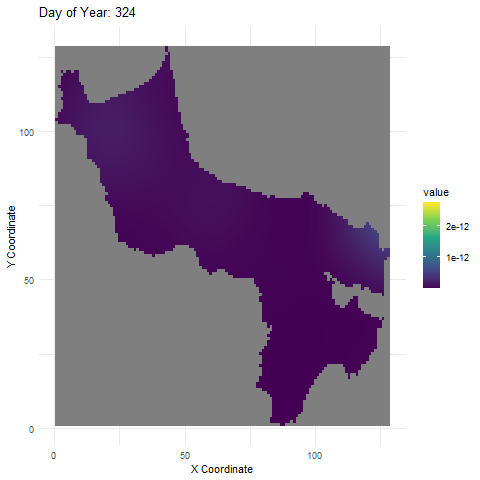 Day of Year: 324
Y Coordinate
100
50
0
0
50
100
X Coordinate
value
2e-12
1e-12